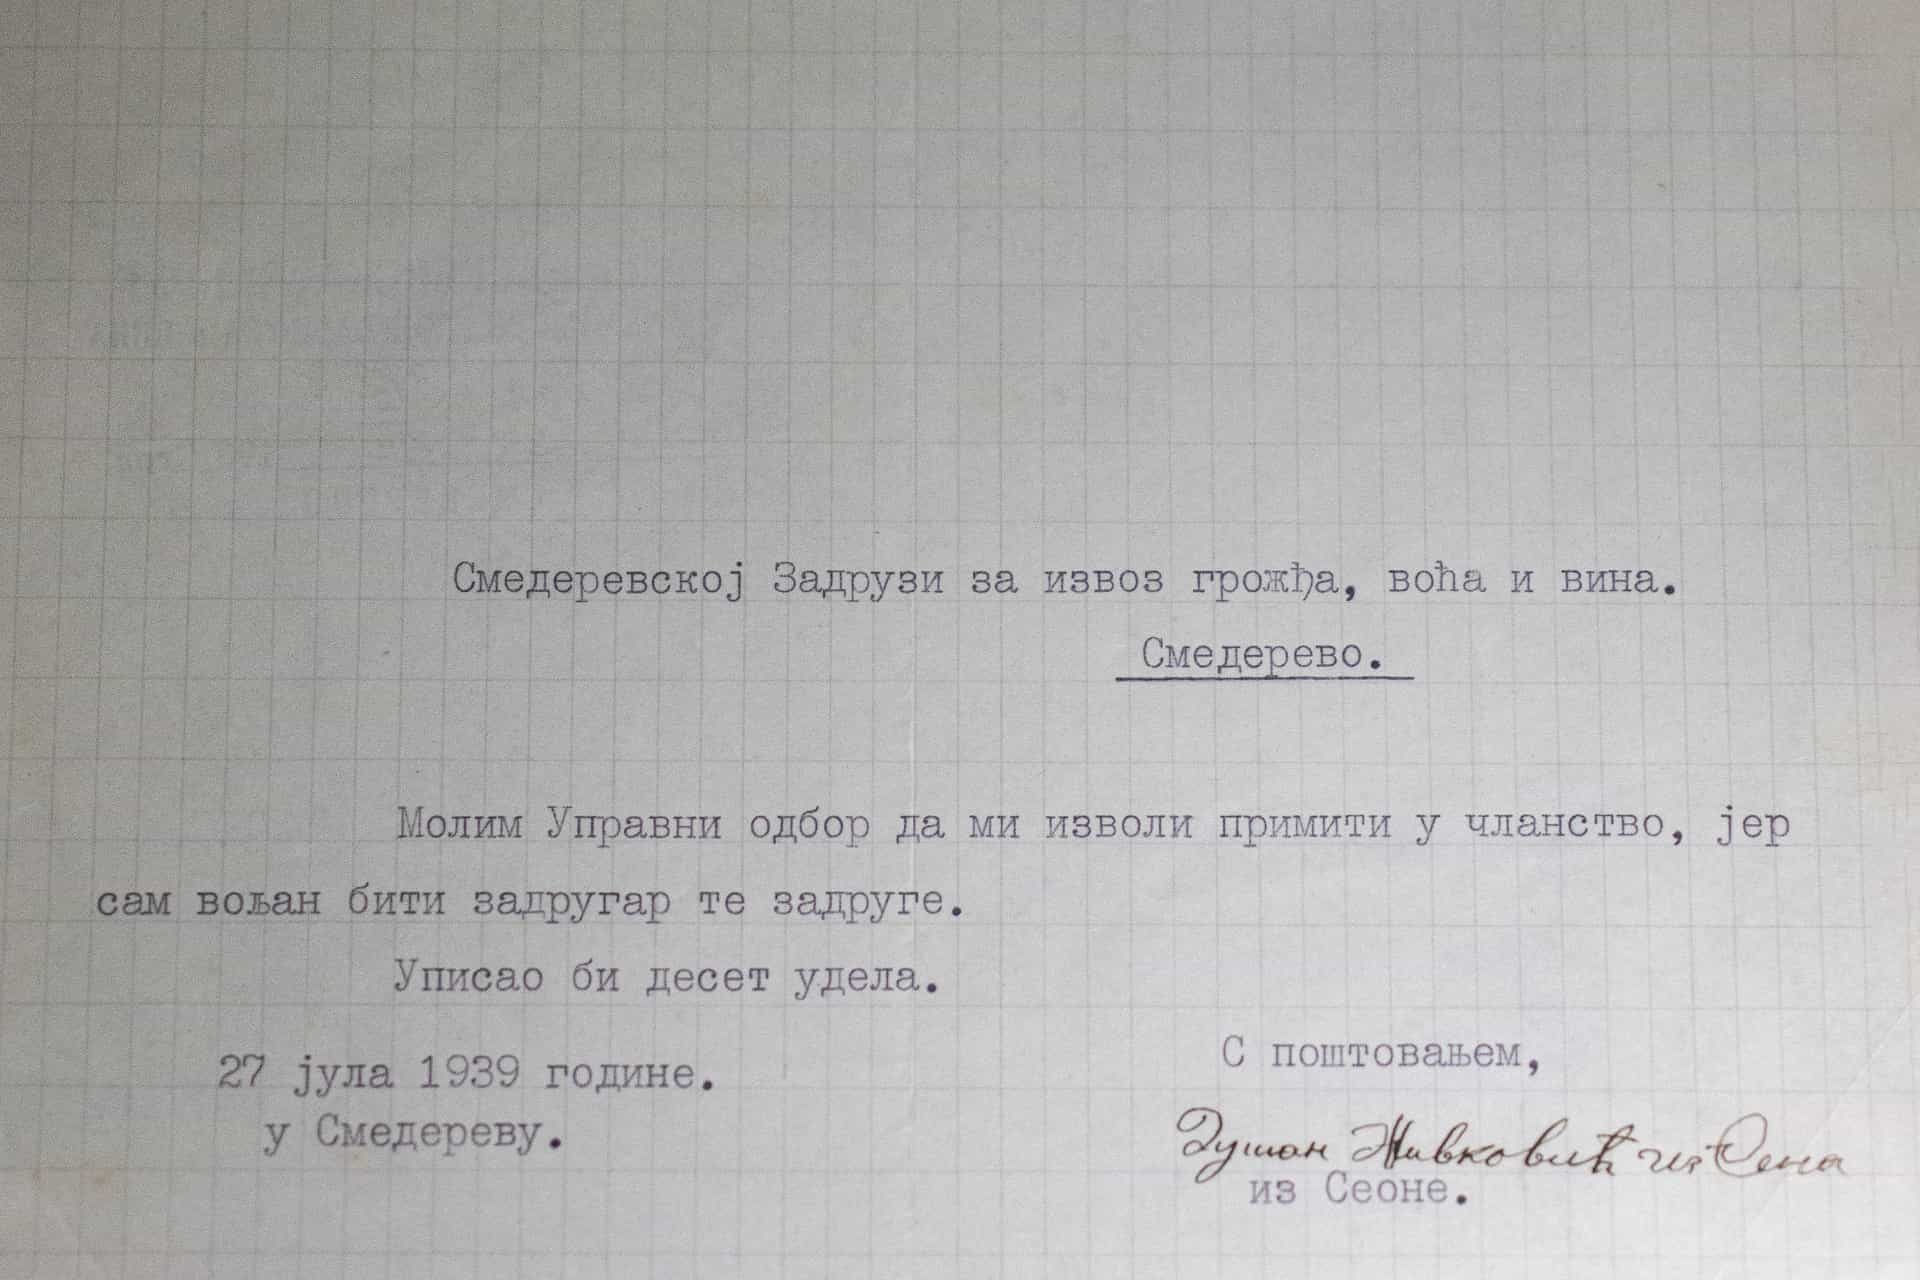 Смедеревској Задрузи за извоз грожђа, воћа и вина.
Смедерево.
Молим Управни одбор да ми изволи примити у чланство, јер
сам вољан бити задругар те задруге.
Уписао би десет удела.
С поштовањем,
27 јула 1939 године.
у Смедереву.
Душан Живковић из
из Сеоне.